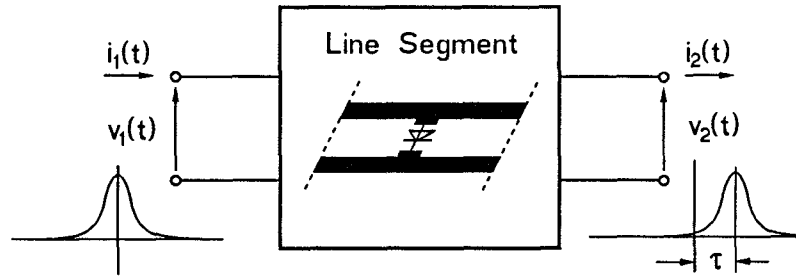 Line Segment
i₁(t)
i₂(t)
v₁(t)
v₂(t)
τ